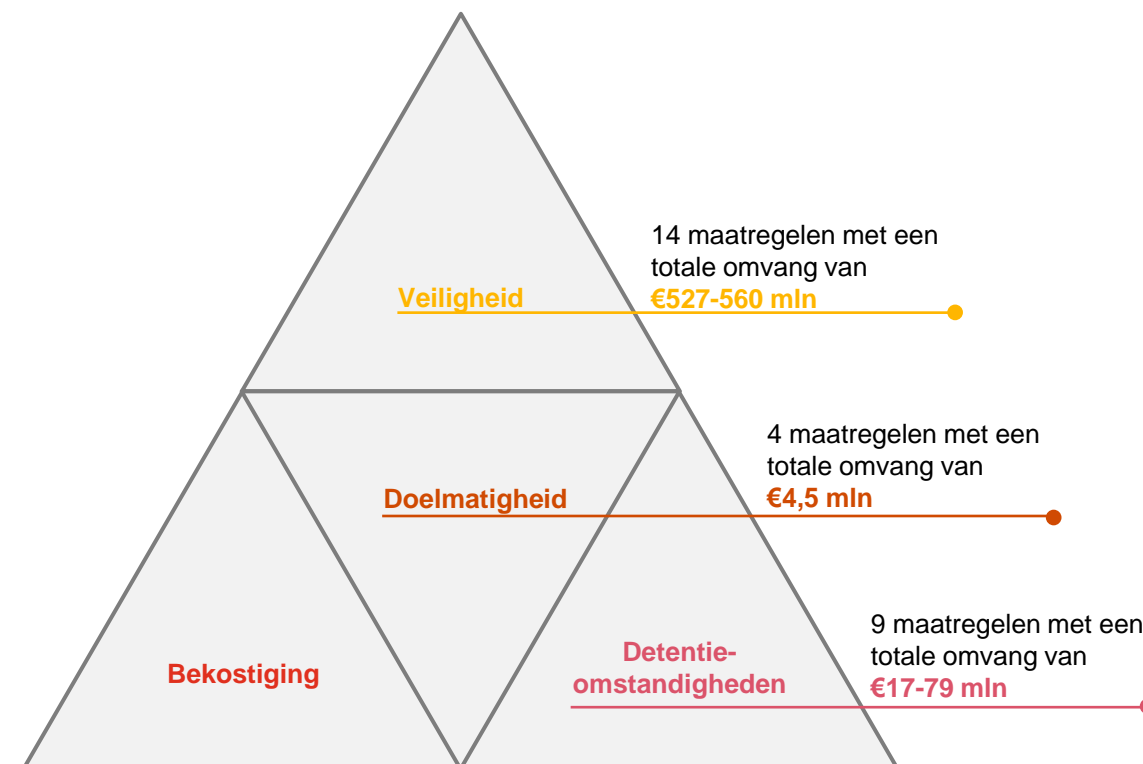 14 maatregelen met een
totale omvang van
€527-560 mln
Veiligheid
4 maatregelen met een
totale omvang van
€4,5 mln
Doelmatigheid
9 maatregelen met een
totale omvang van
€17-79 mln
Detentie-
omstandigheden
Bekostiging